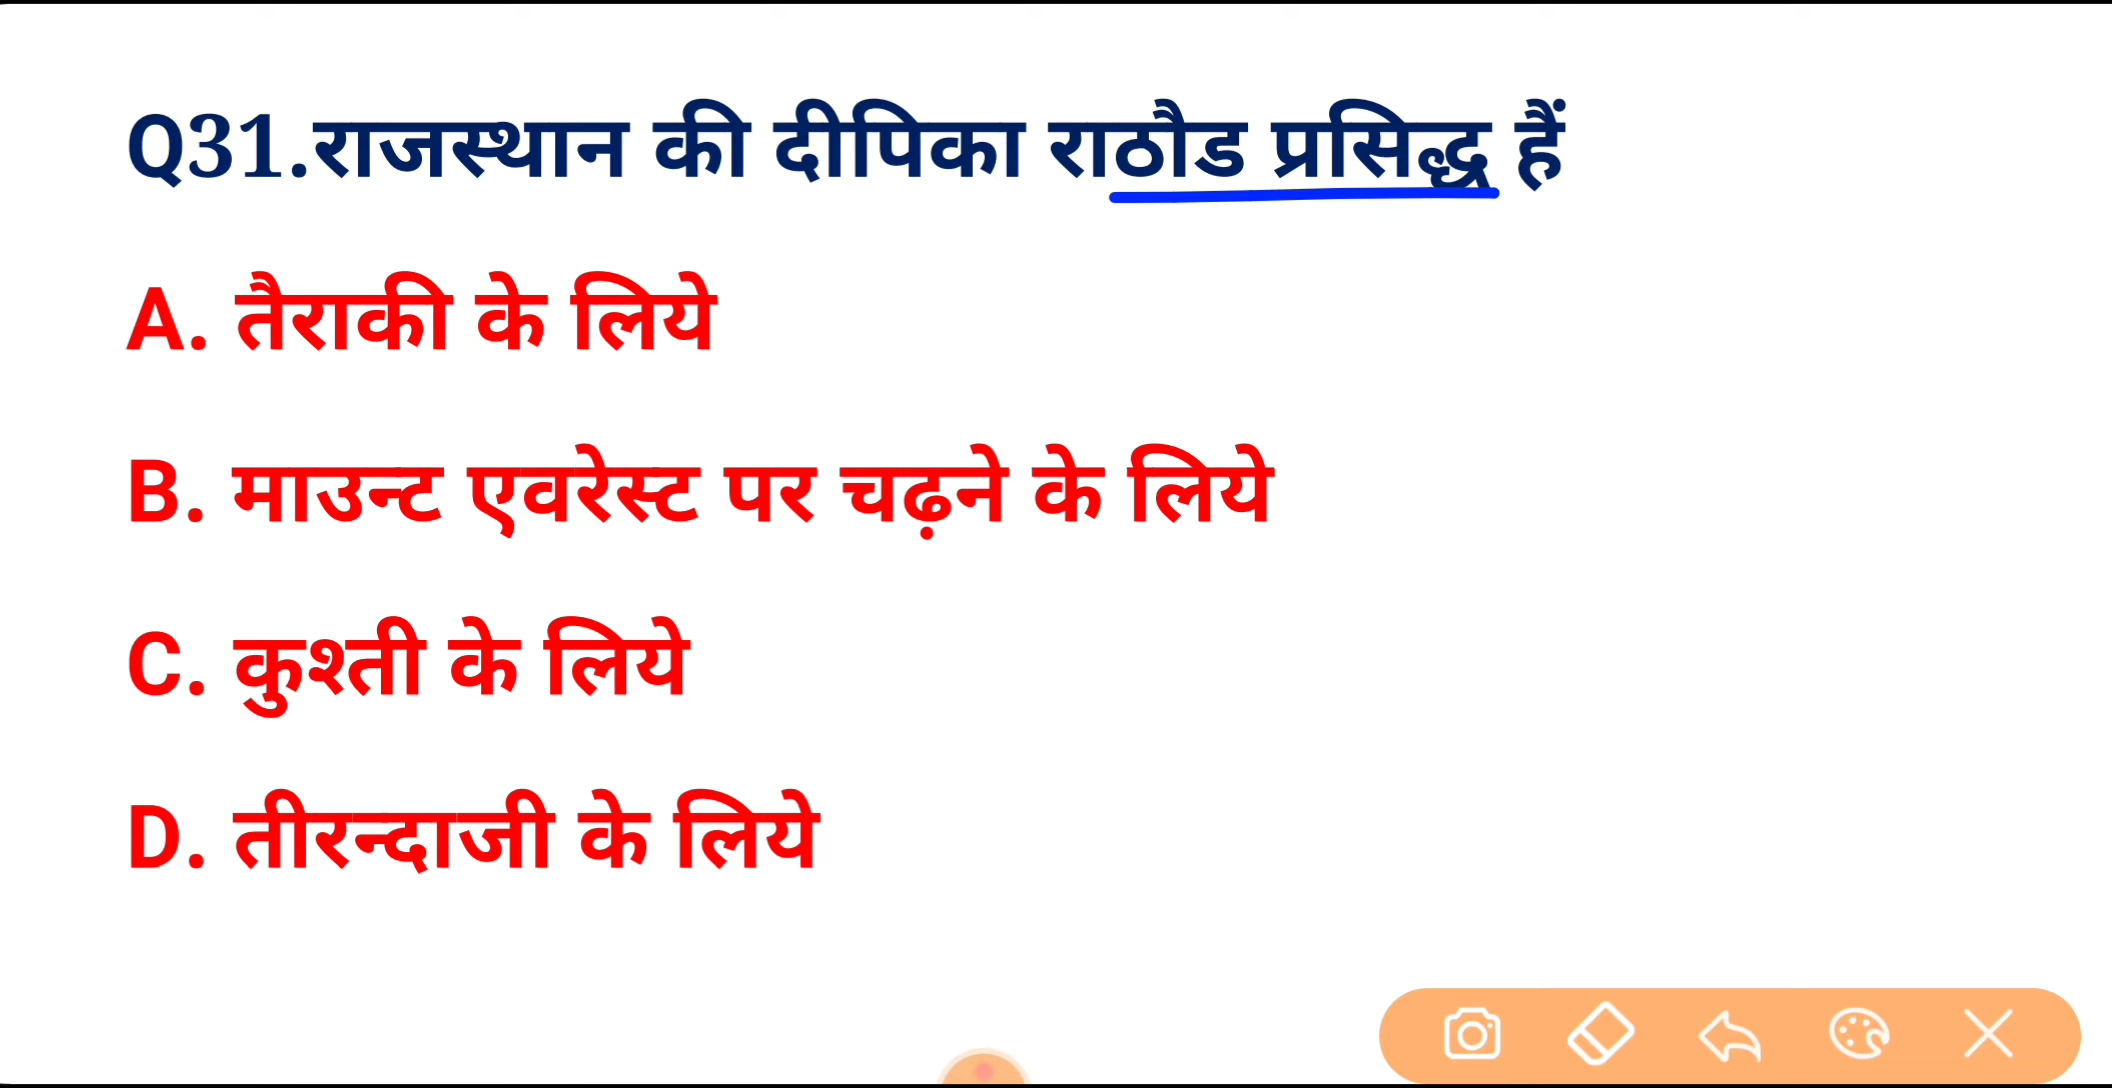 Q31.राजस्थान की दीपिका राठौड प्रसिद्ध हैं
A. तैराकी के लिये
B. माउन्ट एवरेस्ट पर चढ़ने के लिये
C. कुश्ती के लिये
D. तीरन्दाजी के लिये